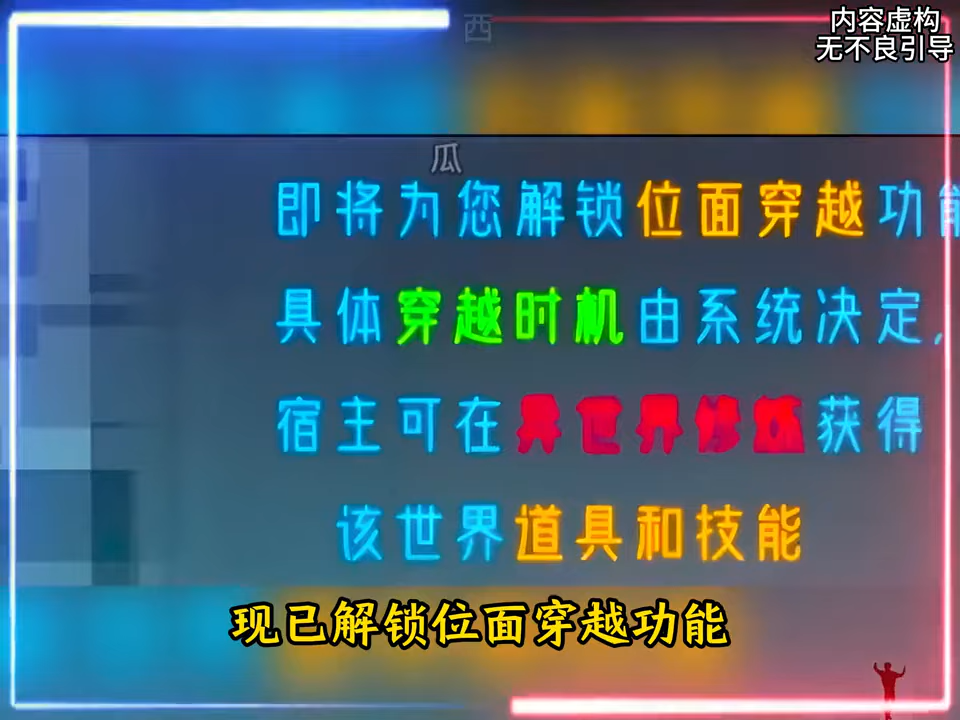 西
内容虚构
无不良引导
瓜
即将为您解锁位面穿越功能
具体穿越时机由系统决定,
宿主可在异世界修炼获得
该世界道具和技能
现已解锁位面穿越功能